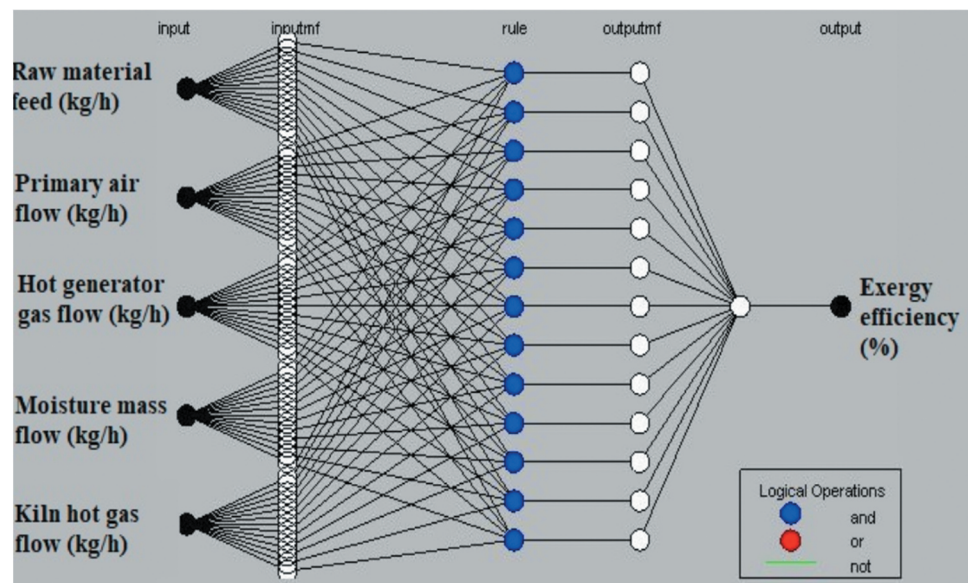 input
inputmf
rule
outputmf
output
Raw material
feed (kg/h)
Primary air
flow (kg/h)
Hot generator
gas flow (kg/h)
Moisture mass
flow (kg/h)
Kiln hot gas
flow (kg/h)
Exergy
efficiency
(%)
Logical Operations
and
or
not